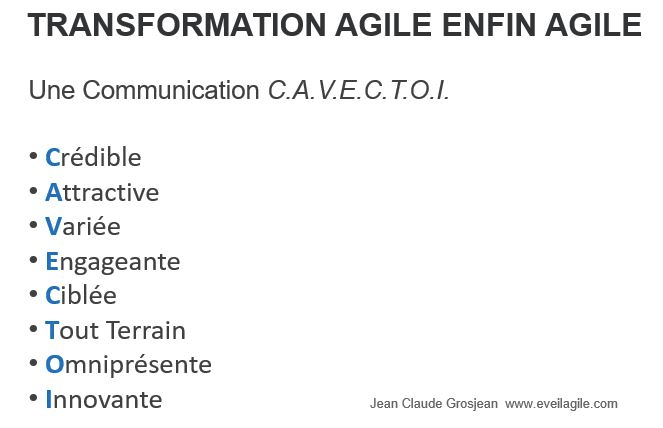 TRANSFORMATION AGILE ENFIN AGILE
Une Communication C.A.V.E.C.T.O.I.
• Crédible
• Attractive
• Variée
• Engageante
• Ciblée
• Tout Terrain
• Omniprésente
• Innovante
Jean Claude Grosjean www.eveilagile.com